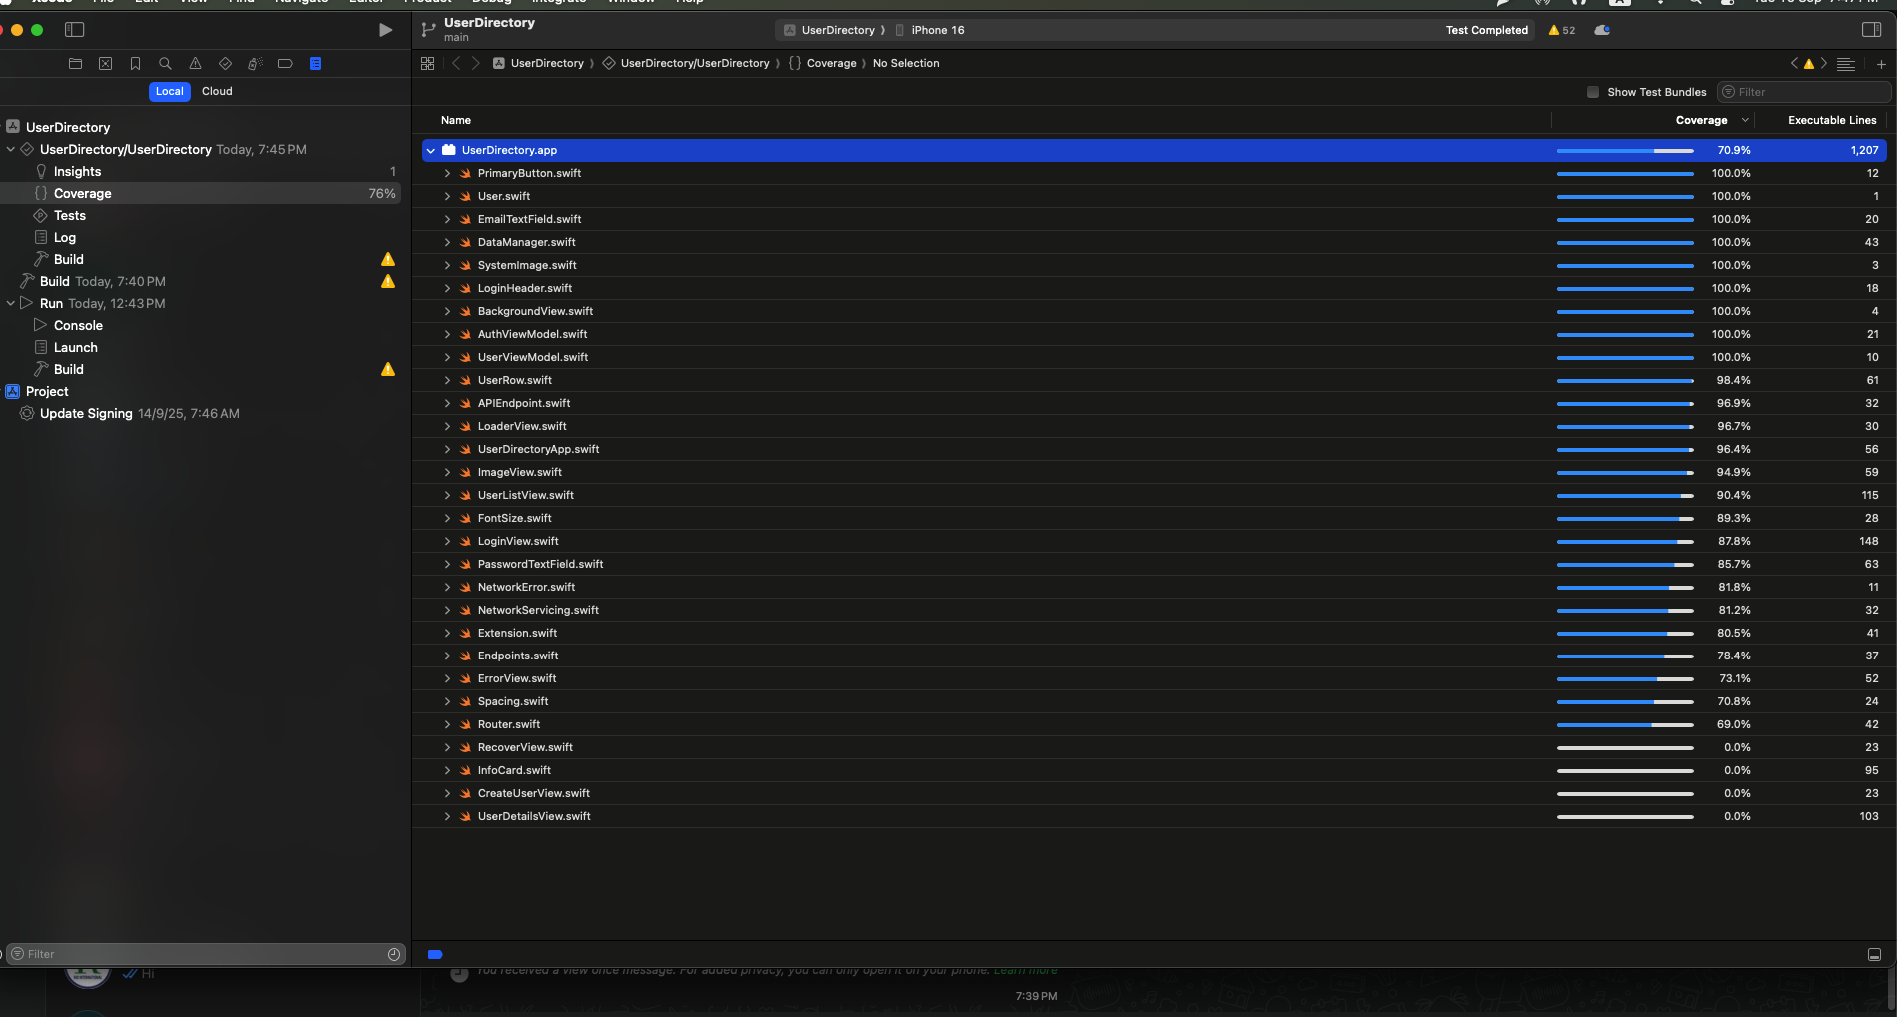 Xcode File Edit View Find Navigate Editor Product Debug Integrate Window Help
UserDirectory
main
UserDirectory 〉 iPhone 16
Test Completed
52
UserDirectory 〉 UserDirectory/UserDirectory 〉 {} Coverage 〉 No Selection
Local Cloud
Show Test Bundles
Filter
Name Coverage Executable Lines
UserDirectory
UserDirectory/UserDirectory Today, 7:45 PM
Insights 1
{} Coverage 76%
Tests
Log
Build
Build Today, 7:40 PM
Run Today, 12:43 PM
Console
Launch
Build
Project
Update Signing 14/9/25, 7:46 AM
Filter
UserDirectory.app 70.9% 1,207
PrimaryButton.swift 100.0% 12
User.swift 100.0% 1
EmailTextField.swift 100.0% 20
DataManager.swift 100.0% 43
SystemImage.swift 100.0% 3
LoginHeader.swift 100.0% 18
BackgroundView.swift 100.0% 4
AuthViewModel.swift 100.0% 21
UserViewModel.swift 100.0% 10
UserRow.swift 98.4% 61
APIEndpoint.swift 96.9% 32
LoaderView.swift 96.7% 30
UserDirectoryApp.swift 96.4% 56
ImageView.swift 94.9% 59
UserListView.swift 90.4% 115
FontSize.swift 89.3% 28
LoginView.swift 87.8% 148
PasswordTextField.swift 85.7% 63
NetworkError.swift 81.8% 11
NetworkServicing.swift 81.2% 32
Extension.swift 80.5% 41
Endpoints.swift 78.4% 37
ErrorView.swift 73.1% 52
Spacing.swift 70.8% 24
Router.swift 69.0% 42
RecoverView.swift 0.0% 23
InfoCard.swift 0.0% 95
CreateUserView.swift 0.0% 23
UserDetailsView.swift 0.0% 103
Hi
You received a view once message. For added privacy, you can only open it on your phone. Learn more
7:39 PM